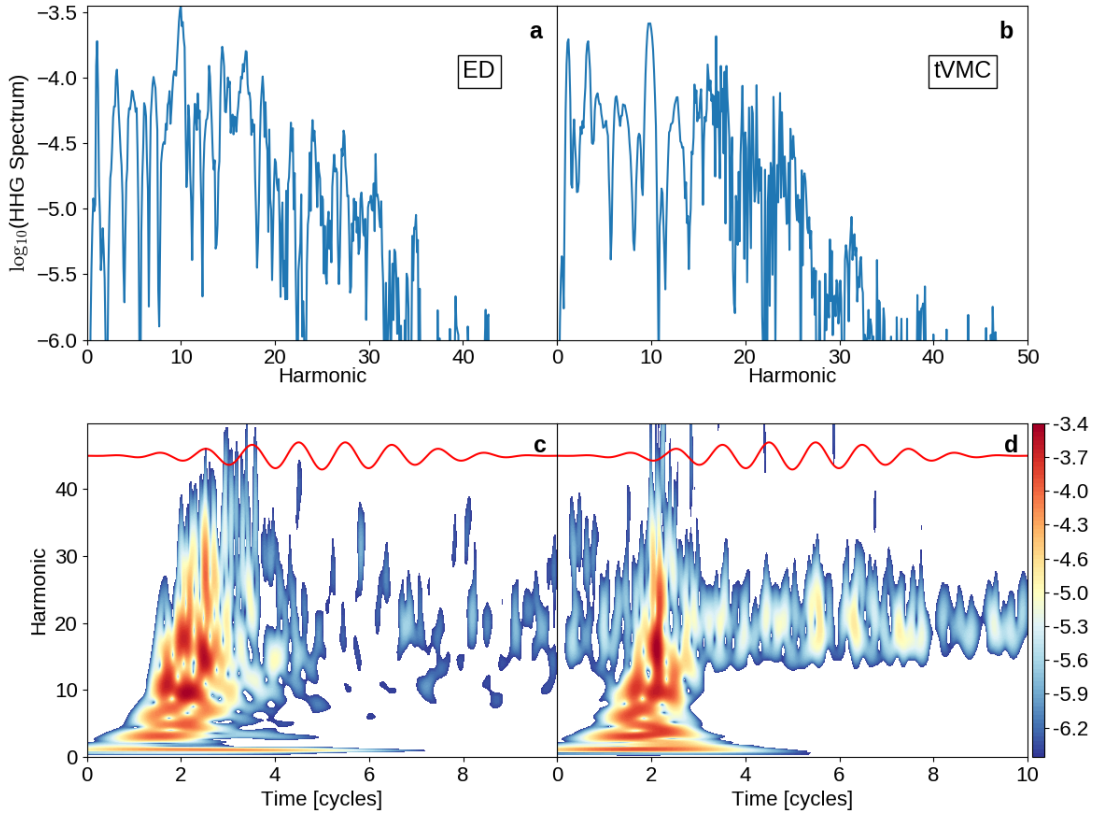 −3.5
−4.0
−4.5
−5.0
−5.5
−6.0
log₁₀(HHG Spectrum)
a
ED
b
tVMC
0 10 20 30 40
0 10 20 30 40 50
Harmonic
Harmonic
c
d
40
30
20
10
0
Harmonic
-3.4
-3.7
-4.0
-4.3
-4.6
-5.0
-5.3
-5.6
-5.9
-6.2
0 2 4 6 8
0 2 4 6 8 10
Time [cycles]
Time [cycles]